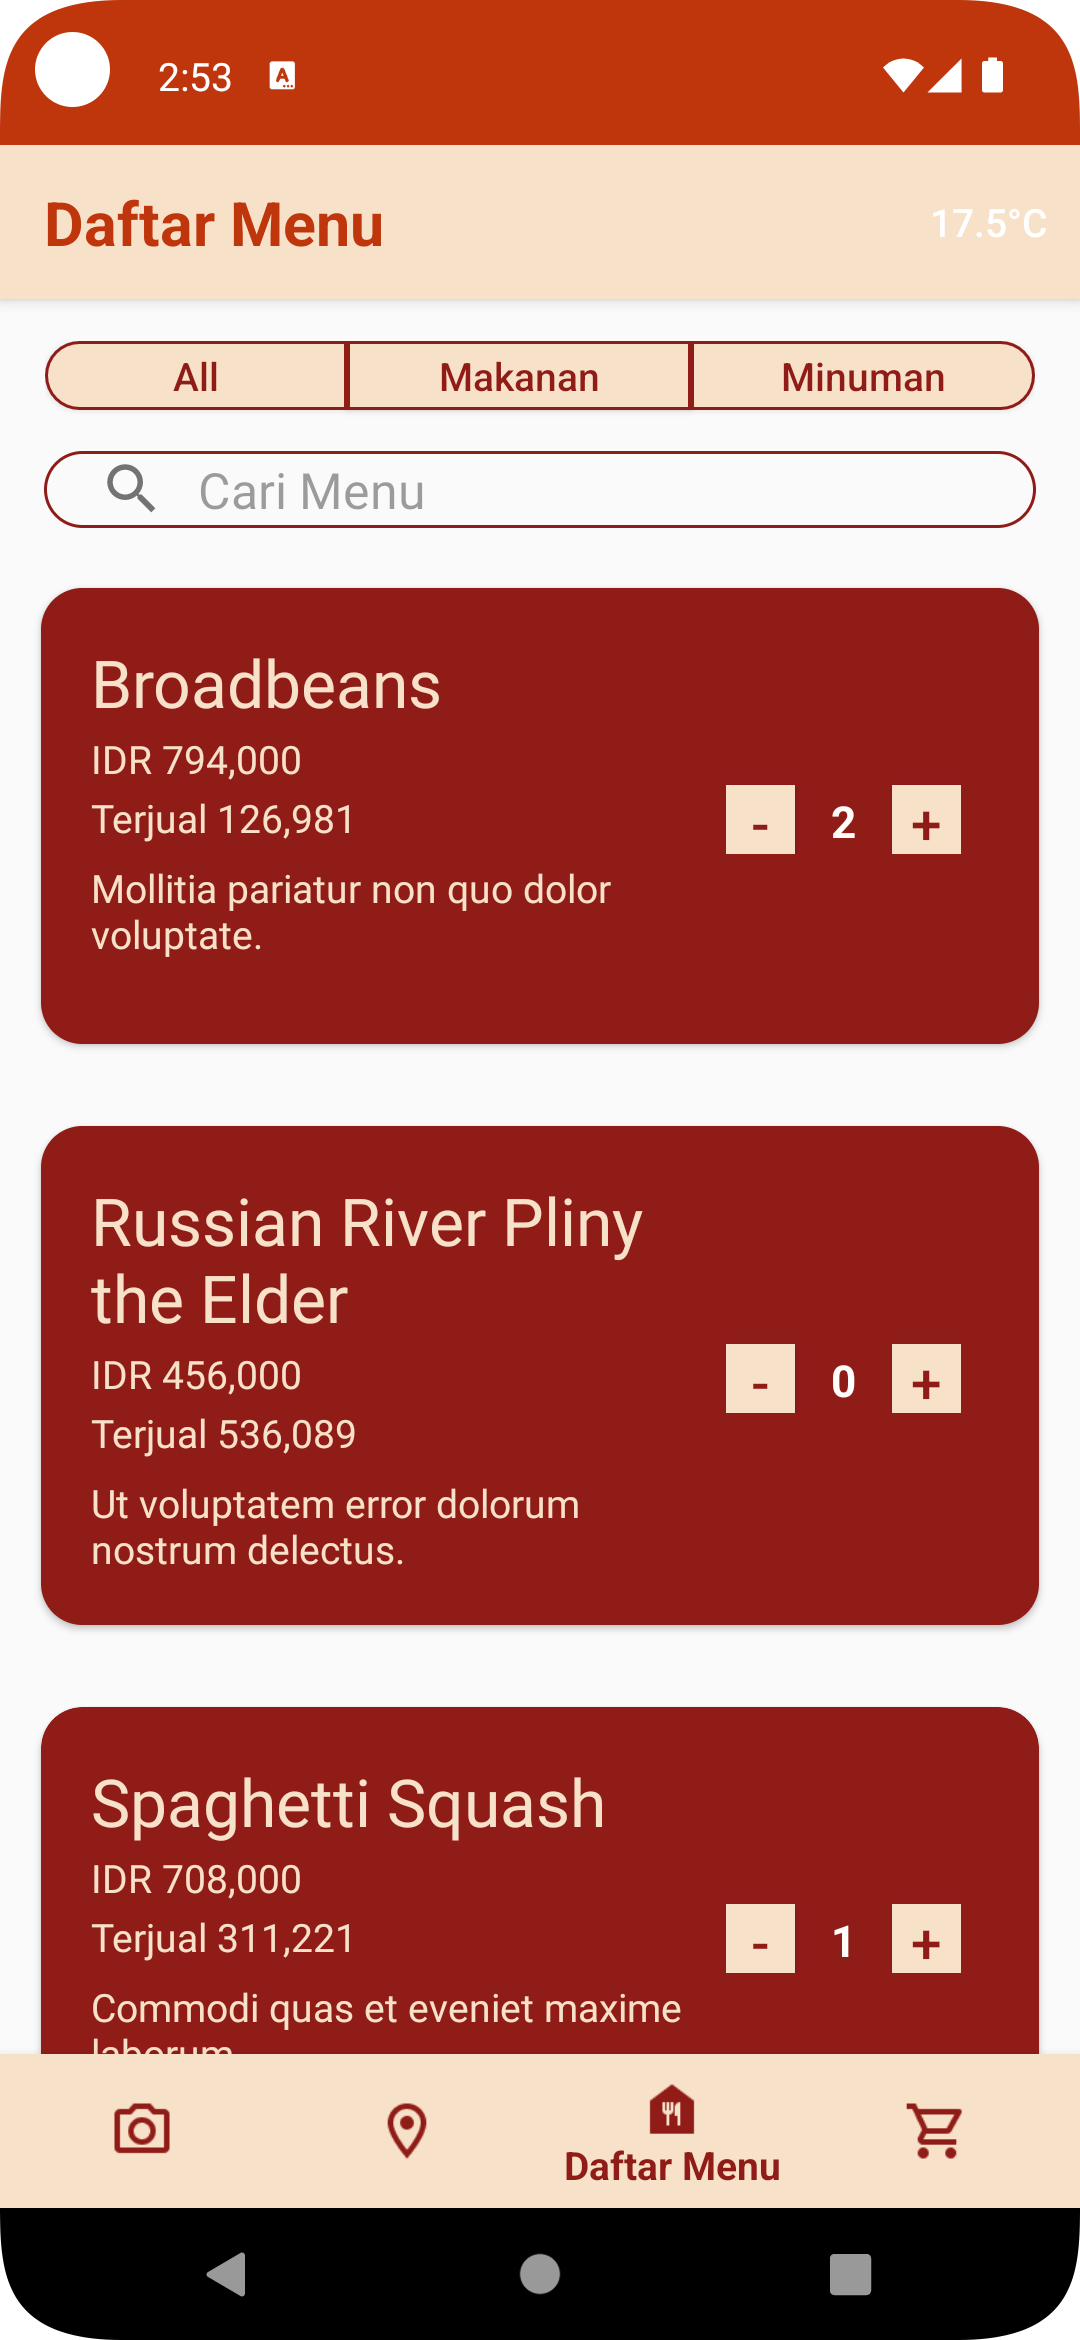 2:53
Daftar Menu
17.5°C
All
Makanan
Minuman
Cari Menu
Broadbeans
IDR 794,000
Terjual 126,981
- 2 +
Mollitia pariatur non quo dolor
voluptate.
Russian River Pliny
the Elder
IDR 456,000
Terjual 536,089
- 0 +
Ut voluptatem error dolorum
nostrum delectus.
Spaghetti Squash
IDR 708,000
Terjual 311,221
- 1 +
Commodi quas et eveniet maxime
laborum.
Daftar Menu